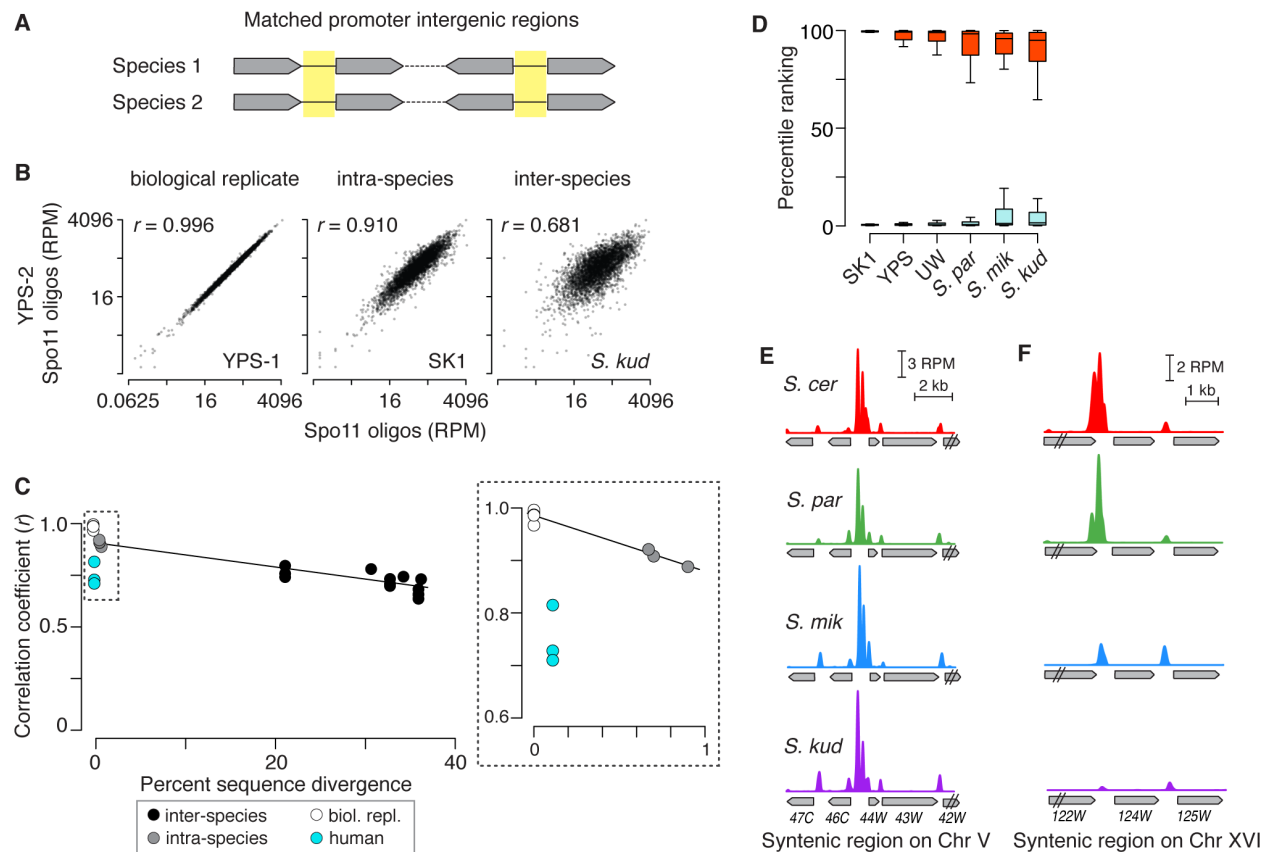 A
Matched promoter intergenic regions
Species 1
Species 2
B
biological replicate
intra-species
inter-species
YPS-2
Spo11 oligos (RPM)
4096
16
r = 0.996
r = 0.910
r = 0.681
YPS-1
SK1
S. kud
0.0625
16
4096
16
4096
16
4096
Spo11 oligos (RPM)
C
Correlation coefficient (r)
1.0
0.5
0
0
20
40
Percent sequence divergence
1.0
0.8
0.6
0
1
inter-species
biol. repl.
intra-species
human
D
Percentile ranking
100
50
0
SK1
YPS
UW
S. par
S. mik
S. kud
E
3 RPM
2 kb
S. cer
S. par
S. mik
S. kud
47C
46C
44W
43W
42W
Syntenic region on Chr V
F
2 RPM
1 kb
122W
124W
125W
Syntenic region on Chr XVI